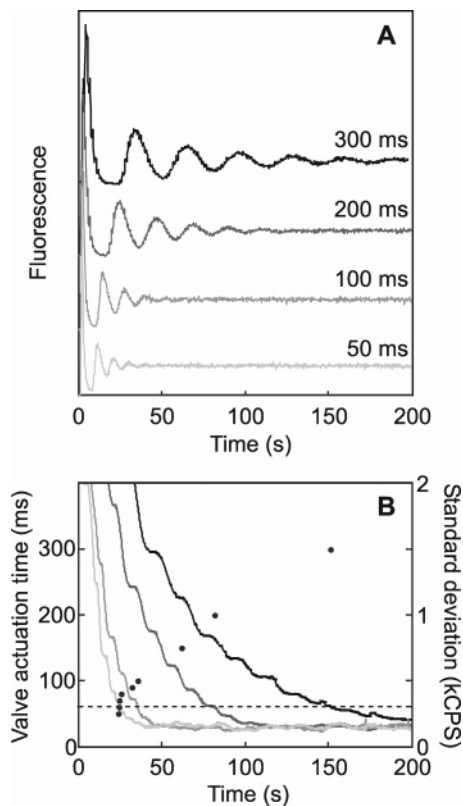 A
Fluorescence
300 ms
200 ms
100 ms
50 ms
0 50 100 150 200
Time (s)
B
Valve actuation time (ms)
300
200
100
0
2
1
0
Standard deviation (kCPS)
0 50 100 150 200
Time (s)